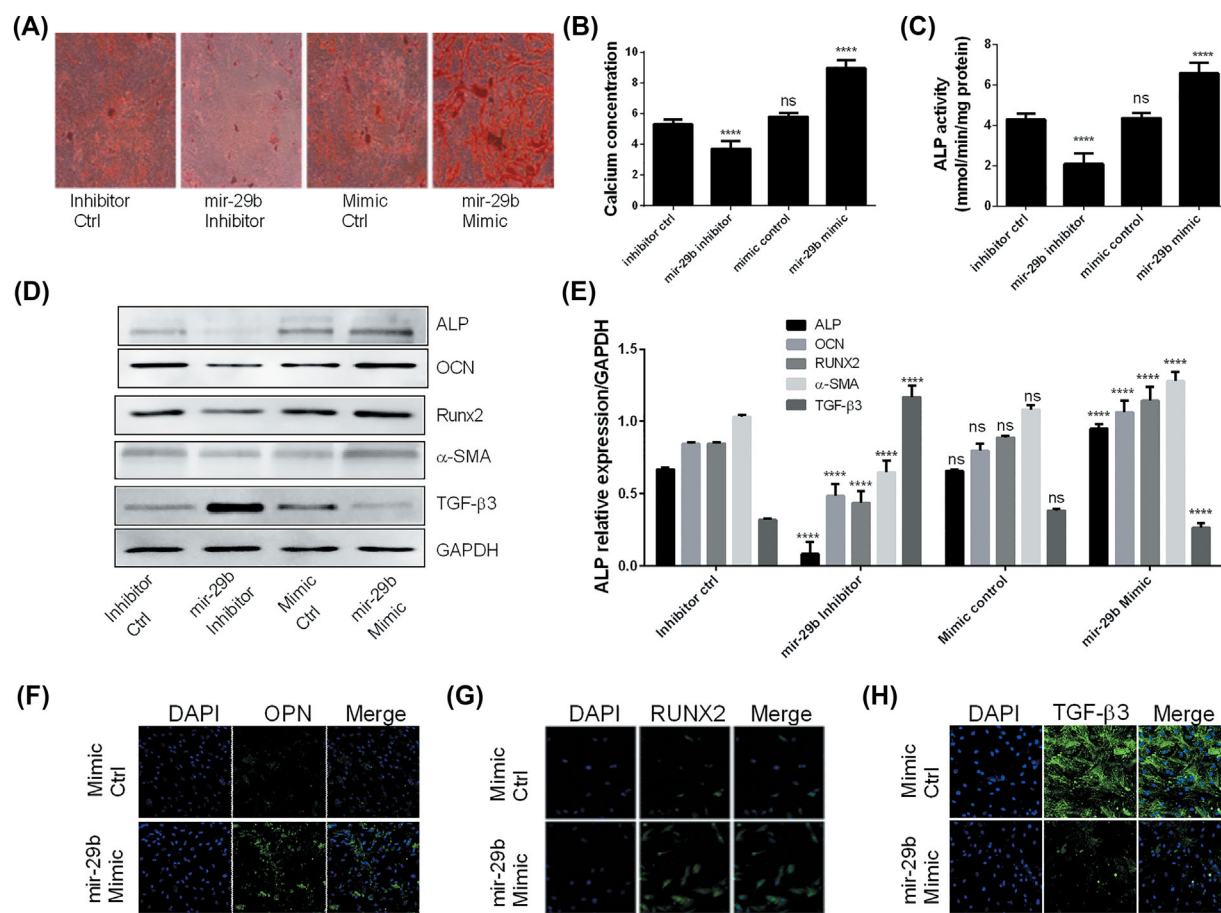 (A)
Inhibitor
Ctrl
mir-29b
Inhibitor
Mimic
Ctrl
mir-29b
Mimic
(B)
Calcium concentration
10
8
6
4
2
0
****
ns
****
inhibitor ctrl
mir-29b inhibitor
mimic control
mir-29b mimic
(C)
ALP activity
(mmol/min/mg protein)
8
6
4
2
0
****
ns
****
inhibitor ctrl
mir-29b inhibitor
mimic control
mir-29b mimic
(D)
ALP
OCN
Runx2
α-SMA
TGF-β3
GAPDH
Inhibitor
Ctrl
mir-29b
Inhibitor
Mimic
Ctrl
mir-29b
Mimic
(E)
ALP relative expression/GAPDH
1.5
1.0
0.5
0.0
ALP
OCN
RUNX2
α-SMA
TGF-β3
****
****
****
****
****
ns
ns
ns
ns
ns
****
****
****
****
****
Inhibitor ctrl
mir-29b Inhibitor
Mimic control
mir-29b Mimic
(F)
DAPI OPN Merge
Mimic
Ctrl
mir-29b
Mimic
(G)
DAPI RUNX2 Merge
Mimic
Ctrl
mir-29b
Mimic
(H)
DAPI TGF-β3 Merge
Mimic
Ctrl
mir-29b
Mimic